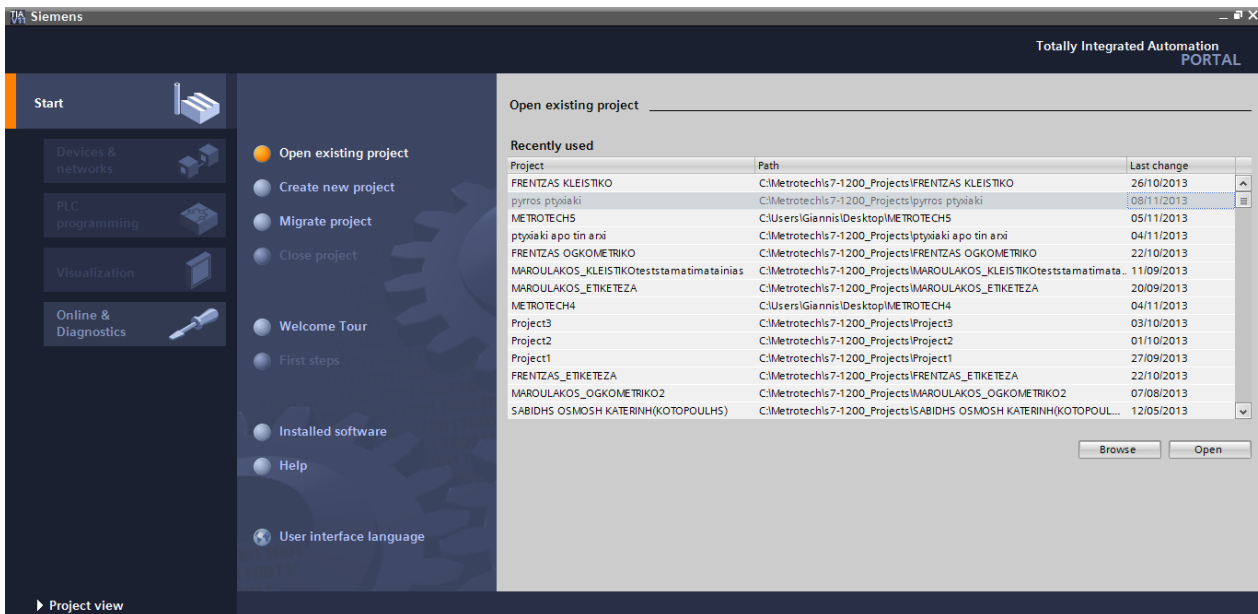 TIA V11 Siemens
Totally Integrated Automation
PORTAL
Start
Devices &
networks
PLC
programming
Visualization
Online &
Diagnostics
Project view
Open existing project
Create new project
Migrate project
Close project
Welcome Tour
First steps
Installed software
Help
User interface language
Open existing project
Recently used
Project Path Last change
FRENTZAS KLEISTIKO C:\Metrotech\s7-1200_Projects\FRENTZAS KLEISTIKO 26/10/2013
pyrros ptyxiaki C:\Metrotech\s7-1200_Projects\pyrros ptyxiaki 08/11/2013
METROTECH5 C:\Users\Giannis\Desktop\METROTECH5 05/11/2013
ptyxiaki apo tin arxi C:\Metrotech\s7-1200_Projects\ptyxiaki apo tin arxi 04/11/2013
FRENTZAS OGKOMETRIKO C:\Metrotech\s7-1200_Projects\FRENTZAS OGKOMETRIKO 22/10/2013
MAROULAKOS_KLEISTIKOteststamatimatainias C:\Metrotech\s7-1200_Projects\MAROULAKOS_KLEISTIKOteststamatimata... 11/09/2013
MAROULAKOS_ETIKETEZA C:\Metrotech\s7-1200_Projects\MAROULAKOS_ETIKETEZA 20/09/2013
METROTECH4 C:\Users\Giannis\Desktop\METROTECH4 04/11/2013
Project3 C:\Metrotech\s7-1200_Projects\Project3 03/10/2013
Project2 C:\Metrotech\s7-1200_Projects\Project2 01/10/2013
Project1 C:\Metrotech\s7-1200_Projects\Project1 27/09/2013
FRENTZAS_ETIKETEZA C:\Metrotech\s7-1200_Projects\FRENTZAS_ETIKETEZA 22/10/2013
MAROULAKOS_OGKOMETRIKO2 C:\Metrotech\s7-1200_Projects\MAROULAKOS_OGKOMETRIKO2 07/08/2013
SABIDHS OSMOSH KATERINH(KOTOPOULHS) C:\Metrotech\s7-1200_Projects\SABIDHS OSMOSH KATERINH(KOTOPOUL... 12/05/2013
Browse Open